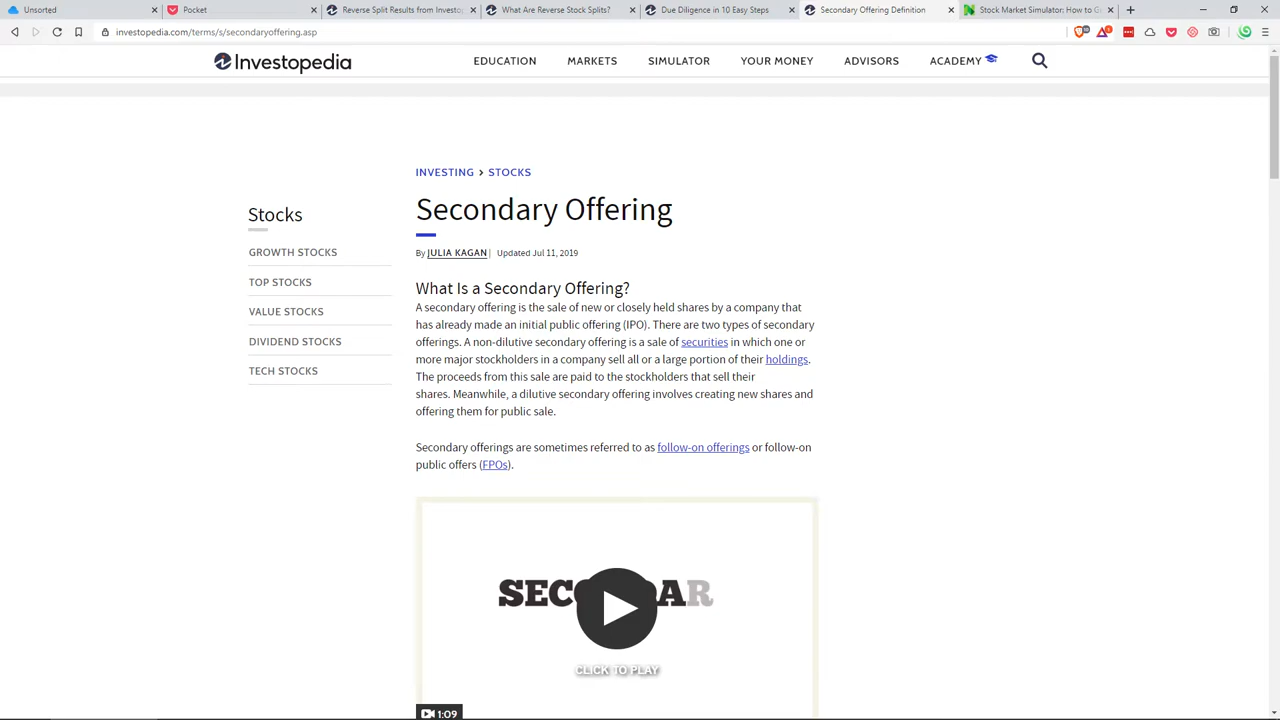 Unsorted
Pocket
Reverse Split Results from Investo
What Are Reverse Stock Splits?
Due Diligence in 10 Easy Steps
Secondary Offering Definition
Stock Market Simulator: How to Ge
investopedia.com/terms/s/secondaryoffering.asp
Investopedia
EDUCATION
MARKETS
SIMULATOR
YOUR MONEY
ADVISORS
ACADEMY
INVESTING > STOCKS
Secondary Offering
By JULIA KAGAN | Updated Jul 11, 2019
Stocks
GROWTH STOCKS
TOP STOCKS
VALUE STOCKS
DIVIDEND STOCKS
TECH STOCKS
What Is a Secondary Offering?
A secondary offering is the sale of new or closely held shares by a company that
has already made an initial public offering (IPO). There are two types of secondary
offerings. A non-dilutive secondary offering is a sale of securities in which one or
more major stockholders in a company sell all or a large portion of their holdings.
The proceeds from this sale are paid to the stockholders that sell their
shares. Meanwhile, a dilutive secondary offering involves creating new shares and
offering them for public sale.
Secondary offerings are sometimes referred to as follow-on offerings or follow-on
public offers (FPOs).
CLICK TO PLAY
1:09